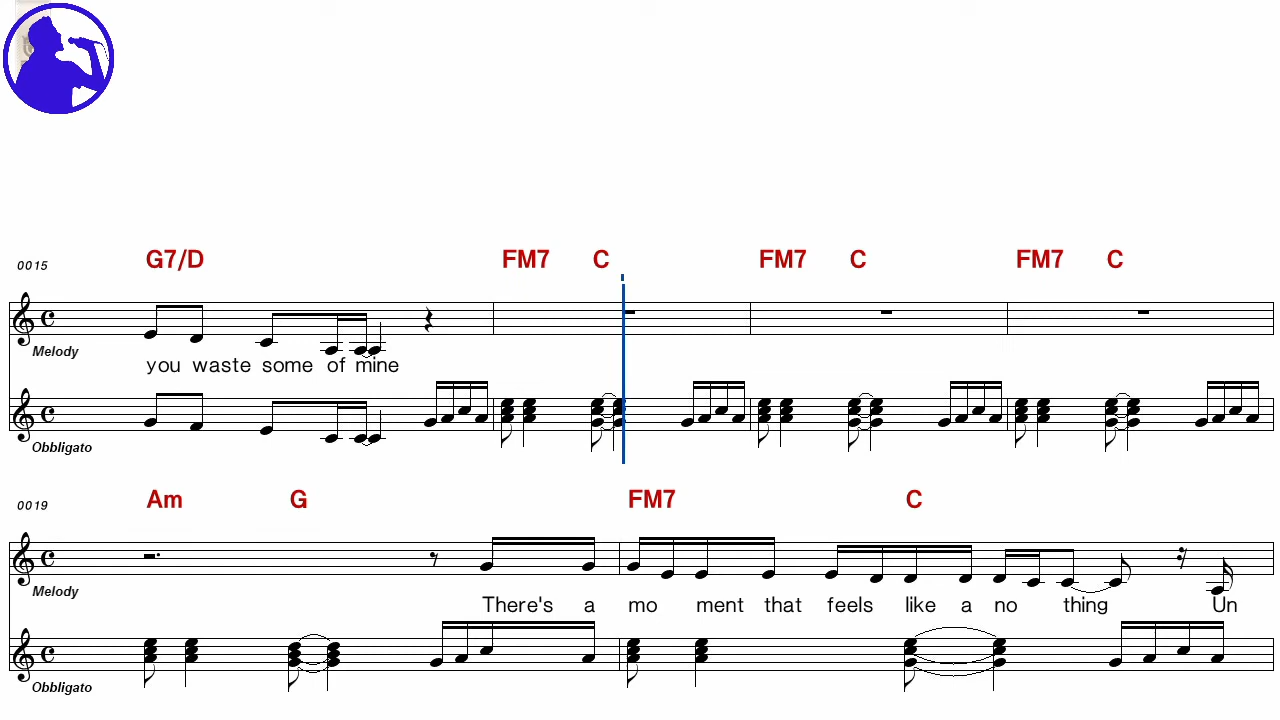 G7/D FM7 C FM7 C FM7 C
0015
Melody
you waste some of mine
Obbligato
Am G FM7 C
0019
Melody
There's a mo ment that feels like a no thing Un
Obbligato